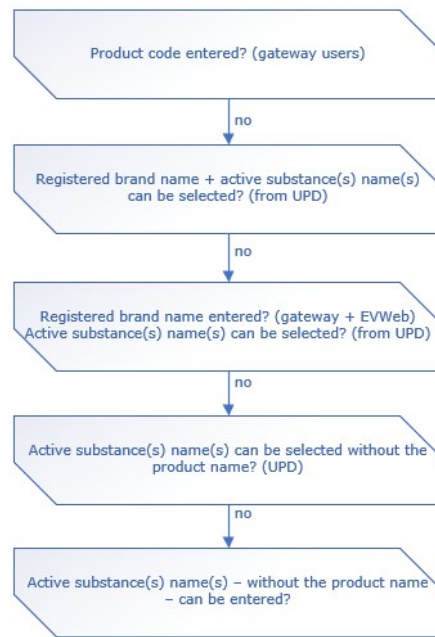 Product code entered? (gateway users)
no
Registered brand name + active substance(s) name(s)
can be selected? (from UPD)
no
Registered brand name entered? (gateway + EVWeb)
Active substance(s) name(s) can be selected? (from UPD)
no
Active substance(s) name(s) can be selected without the
product name? (UPD)
no
Active substance(s) name(s) – without the product name
– can be entered?